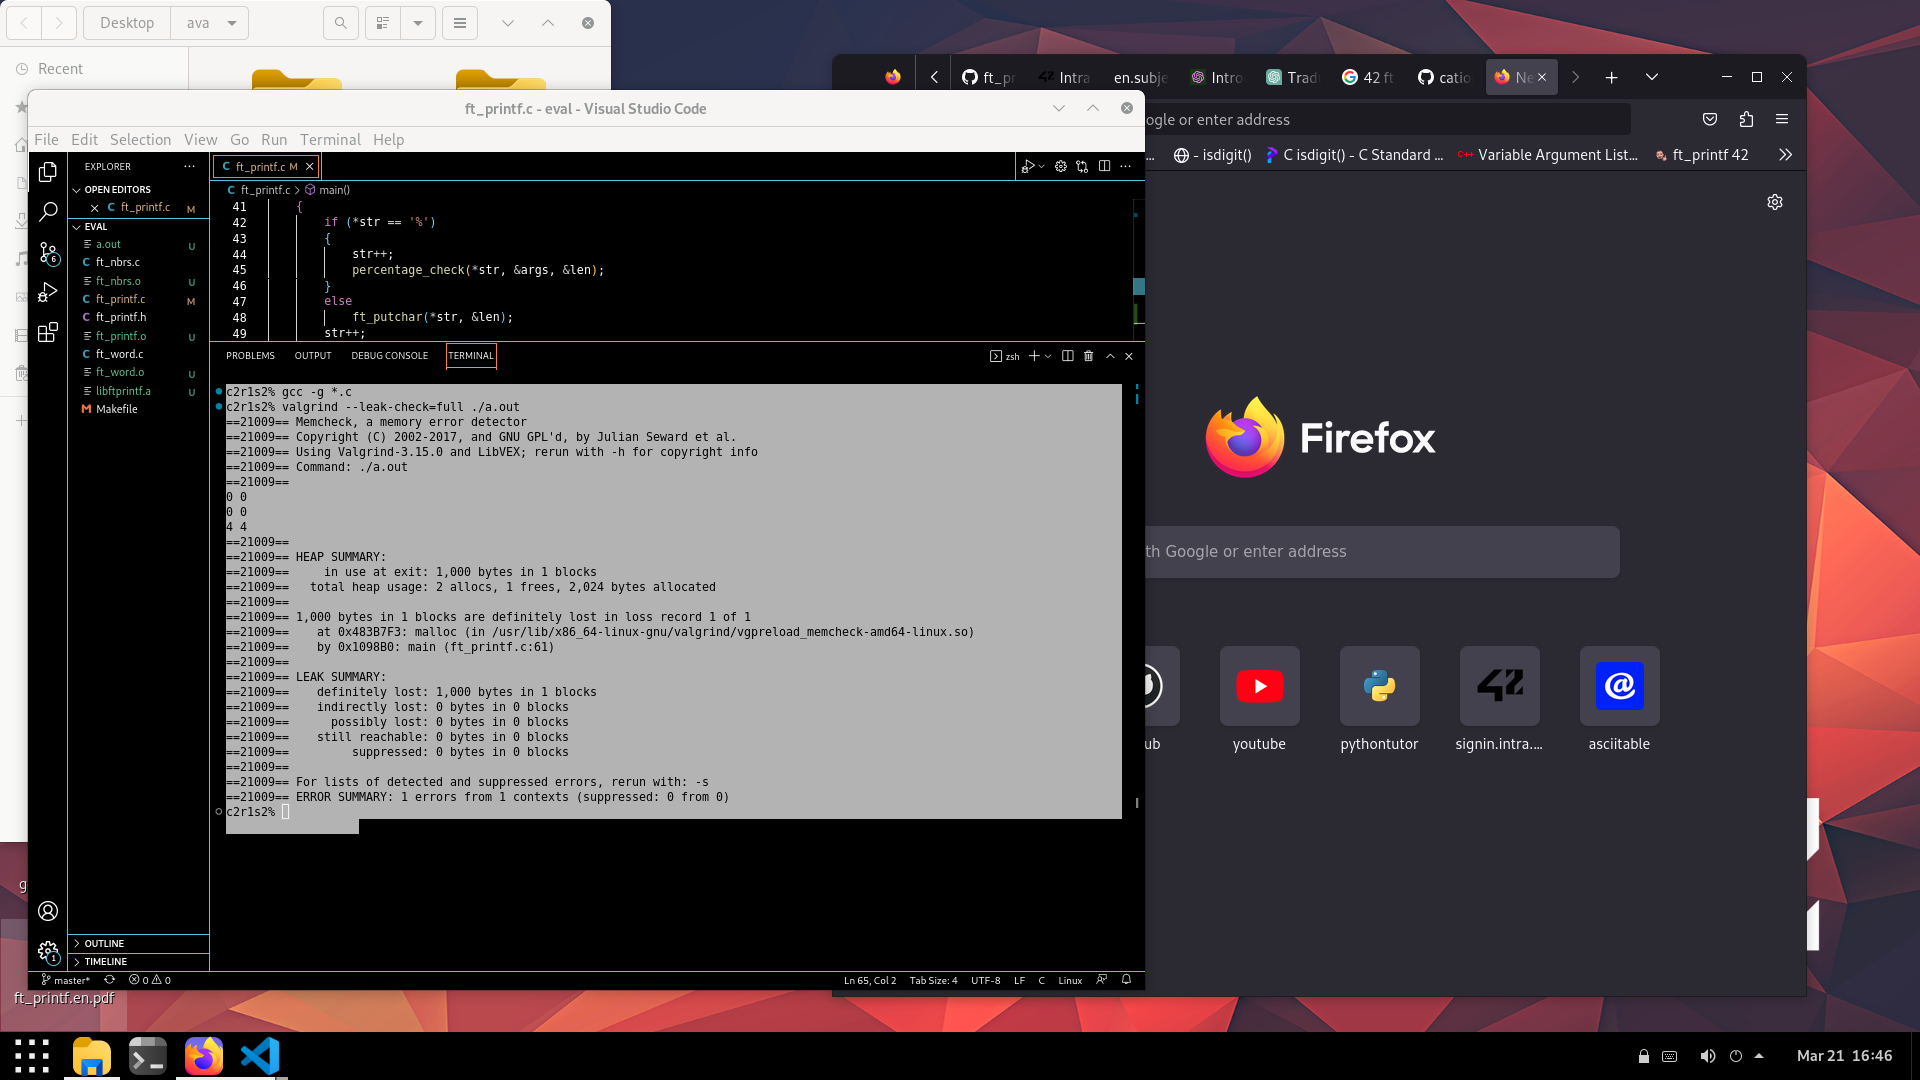 Desktop
ava
Recent
ft_printf.c - eval - Visual Studio Code
File Edit Selection View Go Run Terminal Help
EXPLORER
OPEN EDITORS
ft_printf.c M
EVAL
a.out U
C ft_nbrs.c
ft_nbrs.o U
C ft_printf.c M
C ft_printf.h
ft_printf.o U
C ft_word.c
ft_word.o U
libftprintf.a U
M Makefile
OUTLINE
TIMELINE
6
1
C ft_printf.c M
C ft_printf.c > main()
41 {
42 if (*str == '%')
43 {
44 str++;
45 percentage_check(*str, &args, &len);
46 }
47 else
48 ft_putchar(*str, &len);
49 str++;
PROBLEMS OUTPUT DEBUG CONSOLE TERMINAL
zsh
c2r1s2% gcc -g *.c
c2r1s2% valgrind --leak-check=full ./a.out
==21009== Memcheck, a memory error detector
==21009== Copyright (C) 2002-2017, and GNU GPL'd, by Julian Seward et al.
==21009== Using Valgrind-3.15.0 and LibVEX; rerun with -h for copyright info
==21009== Command: ./a.out
==21009==
0 0
0 0
4 4
==21009==
==21009== HEAP SUMMARY:
==21009== in use at exit: 1,000 bytes in 1 blocks
==21009== total heap usage: 2 allocs, 1 frees, 2,024 bytes allocated
==21009==
==21009== 1,000 bytes in 1 blocks are definitely lost in loss record 1 of 1
==21009== at 0x483B7F3: malloc (in /usr/lib/x86_64-linux-gnu/valgrind/vgpreload_memcheck-amd64-linux.so)
==21009== by 0x1098B0: main (ft_printf.c:61)
==21009==
==21009== LEAK SUMMARY:
==21009== definitely lost: 1,000 bytes in 1 blocks
==21009== indirectly lost: 0 bytes in 0 blocks
==21009== possibly lost: 0 bytes in 0 blocks
==21009== still reachable: 0 bytes in 0 blocks
==21009== suppressed: 0 bytes in 0 blocks
==21009==
==21009== For lists of detected and suppressed errors, rerun with: -s
==21009== ERROR SUMMARY: 1 errors from 1 contexts (suppressed: 0 from 0)
c2r1s2%
master* 0 0
Ln 65, Col 2 Tab Size: 4 UTF-8 LF C Linux
ft_pr
Intra
en.subje
Intro
Trad
42 ft
catio
Ne
ogle or enter address
... - isdigit() C isdigit() - C Standard ... Variable Argument List... ft_printf 42
Firefox
th Google or enter address
ub
youtube
42
pythontutor
signin.intra....
@
asciitable
g
ft_printf.en.pdf
Mar 21 16:46